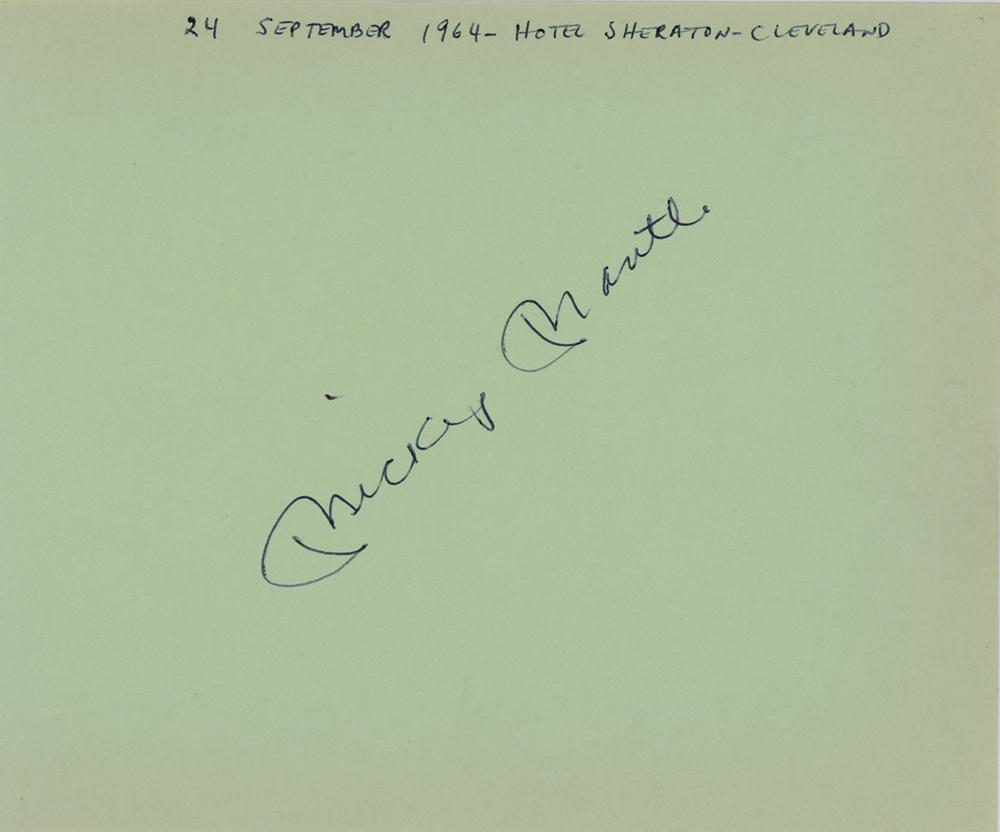 24 SEPTEMBER 1964 - HOTEL SHERATON - CLEVELAND
Mickey Mantle